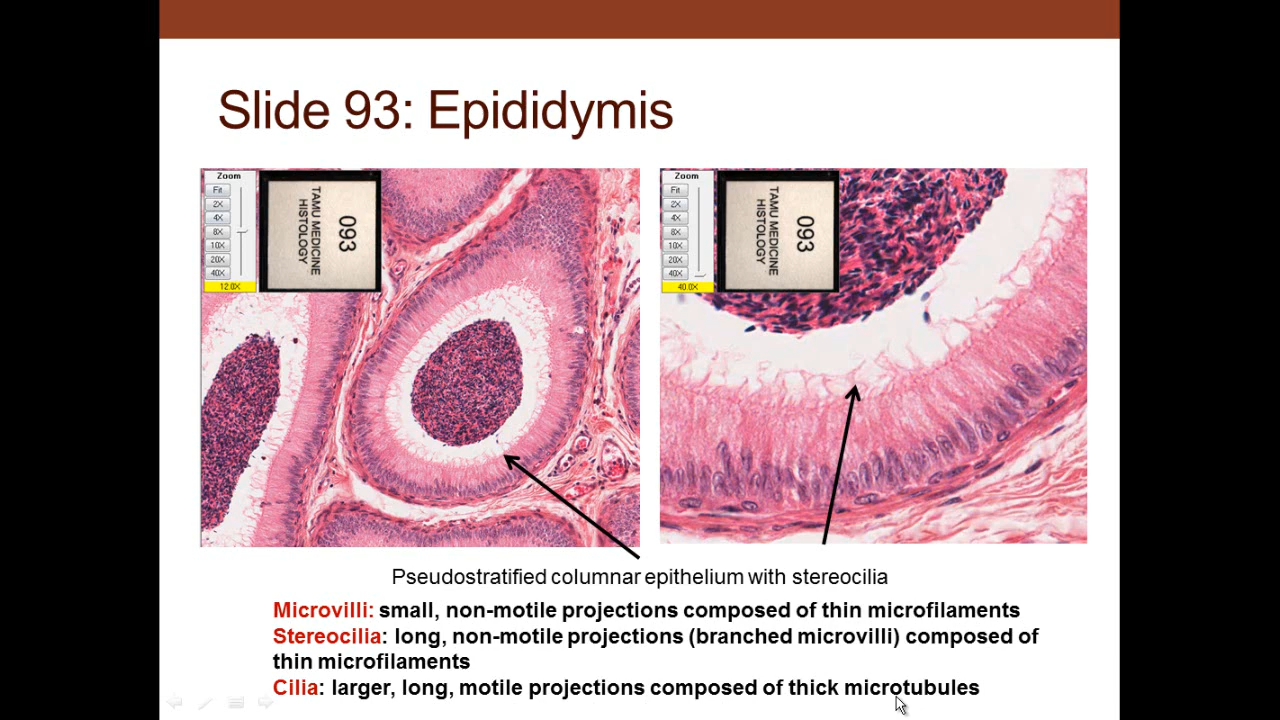 Slide 93: Epididymis
Zoom
Fit
2X
4X
8X
10X
20X
40X
12.0X
093
TAMU MEDICINE
HISTOLOGY
Zoom
Fit
2X
4X
8X
10X
20X
40X
40.0X
093
TAMU MEDICINE
HISTOLOGY
Pseudostratified columnar epithelium with stereocilia
Microvilli: small, non-motile projections composed of thin microfilaments
Stereocilia: long, non-motile projections (branched microvilli) composed of
thin microfilaments
Cilia: larger, long, motile projections composed of thick microtubules